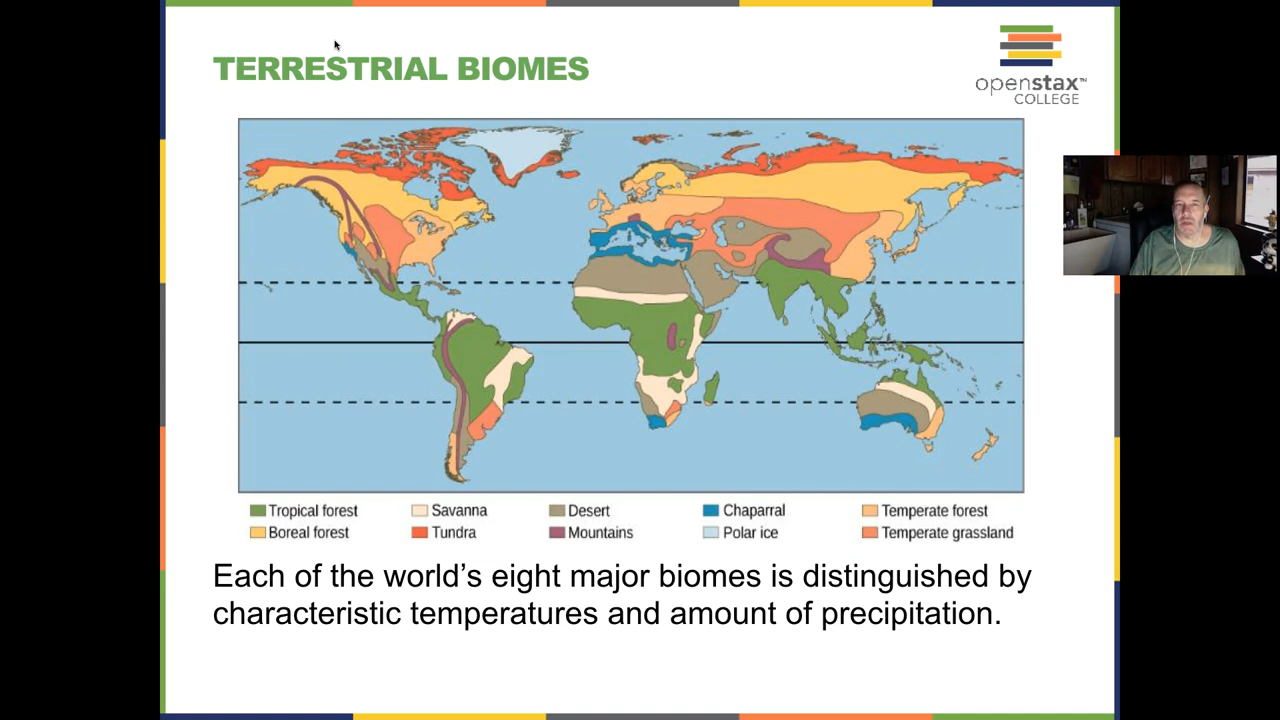 TERRESTRIAL BIOMES
openstax™
COLLEGE
Tropical forest Savanna Desert Chaparral Temperate forest
Boreal forest Tundra Mountains Polar ice Temperate grassland
Each of the world’s eight major biomes is distinguished by
characteristic temperatures and amount of precipitation.